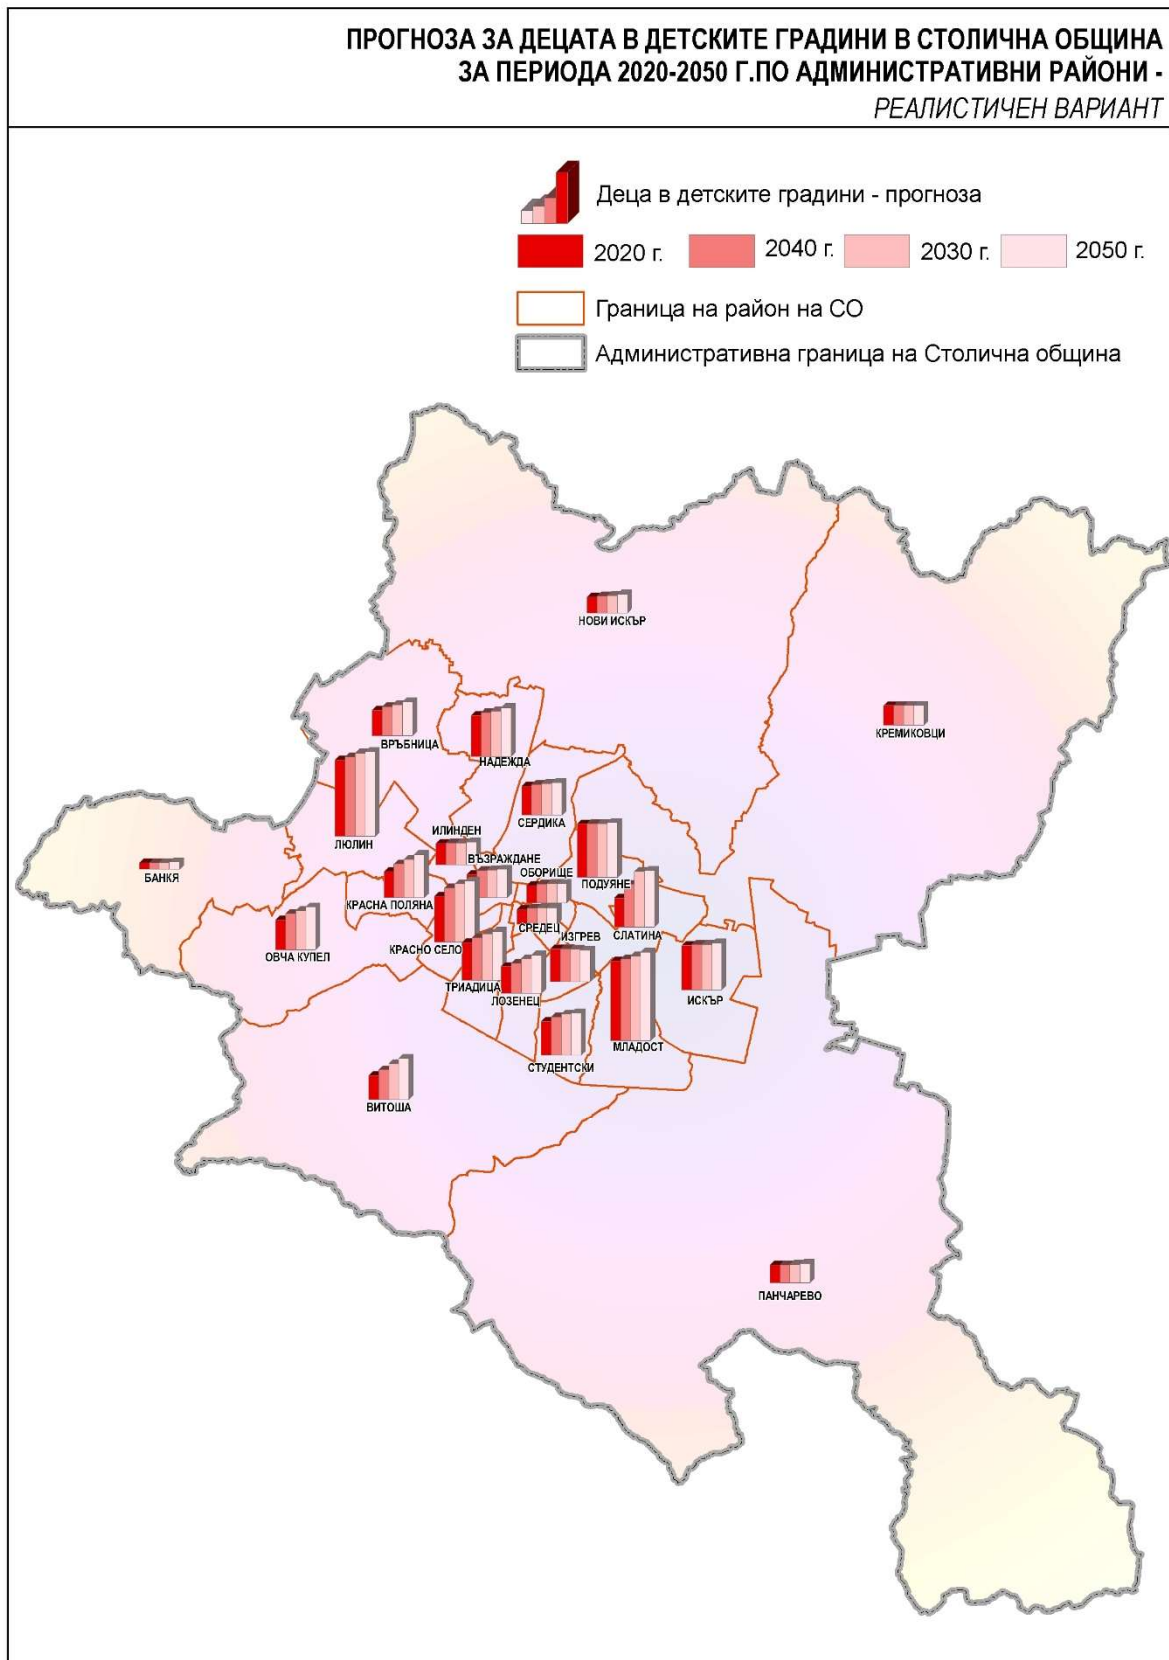 ПРОГНОЗА ЗА ДЕЦАТА В ДЕТСКИТЕ ГРАДИНИ В СТОЛИЧНА ОБЩИНА
ЗА ПЕРИОДА 2020-2050 Г.ПО АДМИНИСТРАТИВНИ РАЙОНИ -
РЕАЛИСТИЧЕН ВАРИАНТ
Деца в детските градини - прогноза
2020 г. 2040 г. 2030 г. 2050 г.
Граница на район на СО
Административна граница на Столична община
НОВИ ИСКЪР
КРЕМИКОВЦИ
ВРЪБНИЦА
НАДЕЖДА
СЕРДИКА
ИЛИНДЕН
ЛЮЛИН
ВЪЗРАЖДАНЕ
ОБОРИЩЕ
БАНКЯ
ПОДУЯНЕ
КРАСНА ПОЛЯНА
СРЕДЕЦ
СЛАТИНА
ИЗГРЕВ
КРАСНО СЕЛО
ОВЧА КУПЕЛ
ТРИАДИЦА
ЛОЗЕНЕЦ
ИСКЪР
МЛАДОСТ
СТУДЕНТСКИ
ВИТОША
ПАНЧАРЕВО